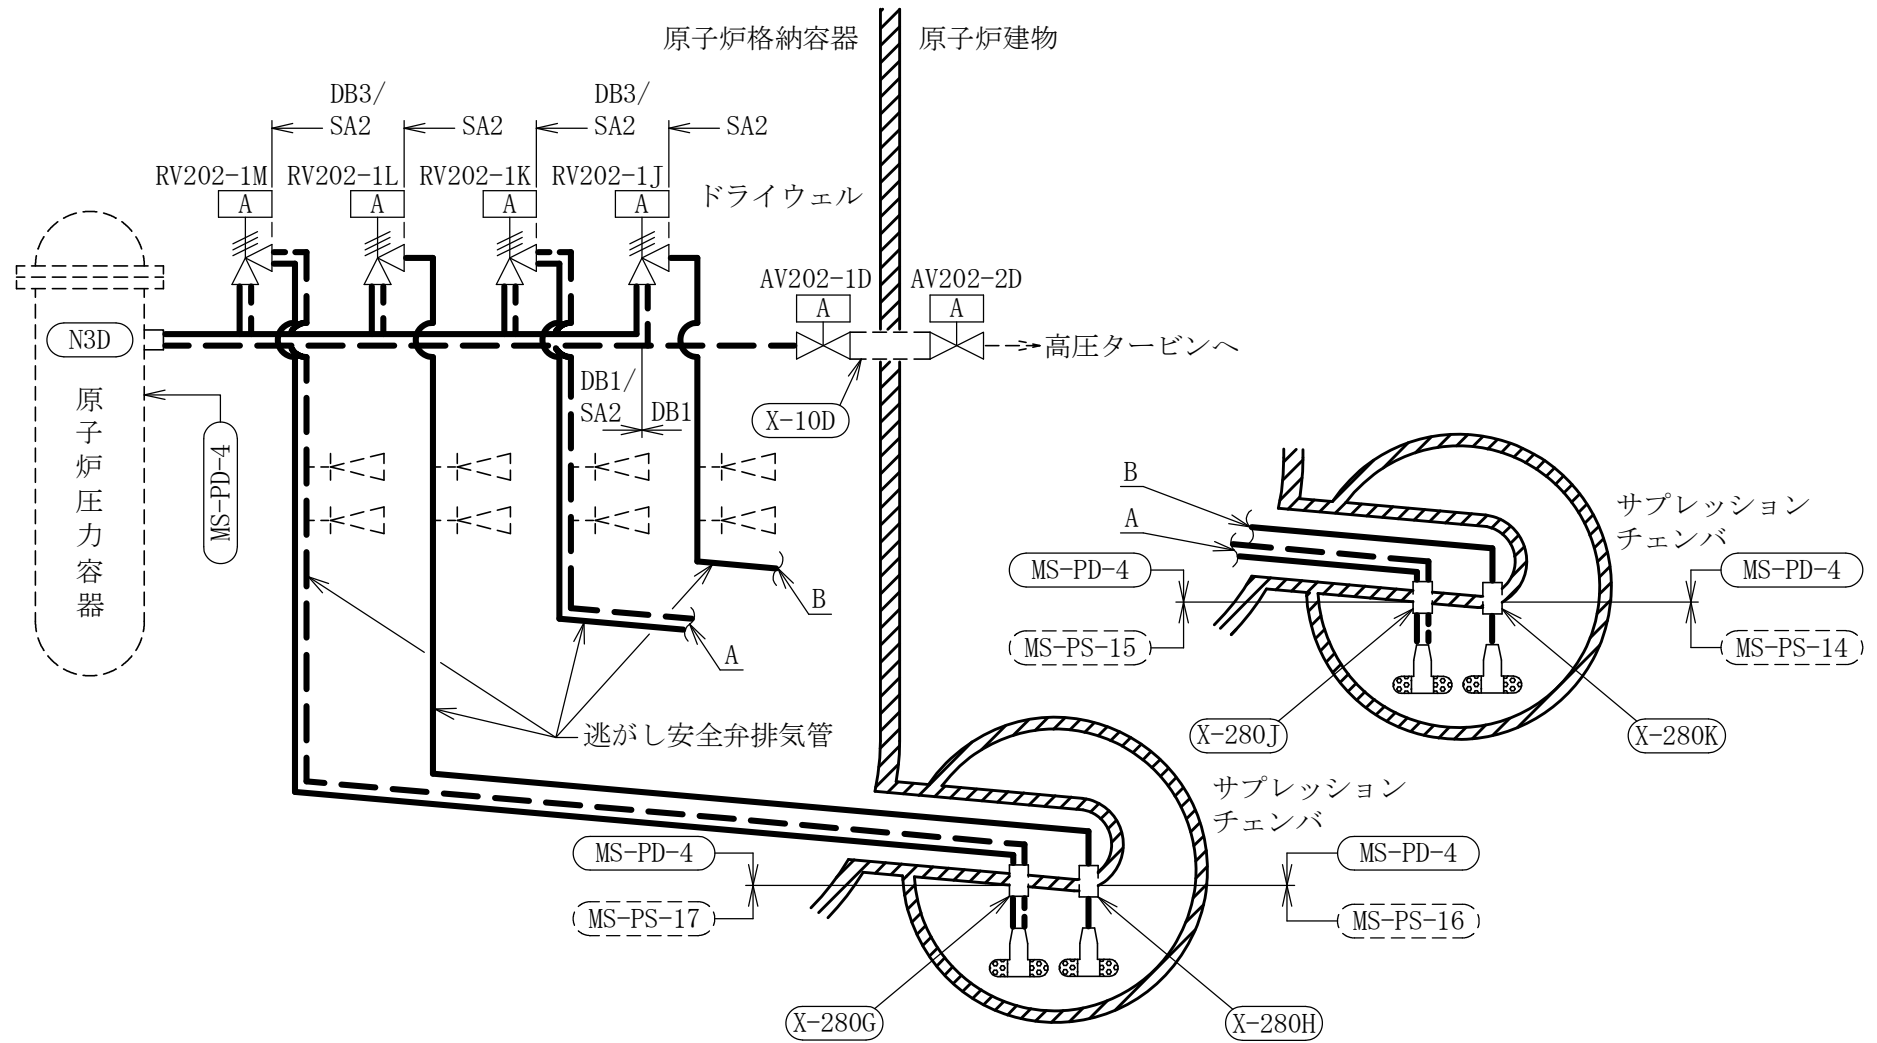 原子炉格納容器
原子炉建物
DB3/
SA2
SA2
DB3/
SA2
SA2
RV202-1M
RV202-1L
RV202-1K
RV202-1J
A
A
A
A
ドライウェル
AV202-1D
AV202-2D
A
A
N3D
高圧タービンへ
原子炉圧力容器
MS-PD-4
DB1/
SA2
DB1
X-10D
B
A
逃がし安全弁排気管
B
A
サプレッション
チェンバ
MS-PD-4
MS-PD-4
MS-PS-15
MS-PS-14
X-280J
X-280K
サプレッション
チェンバ
MS-PD-4
MS-PD-4
MS-PS-17
MS-PS-16
X-280G
X-280H